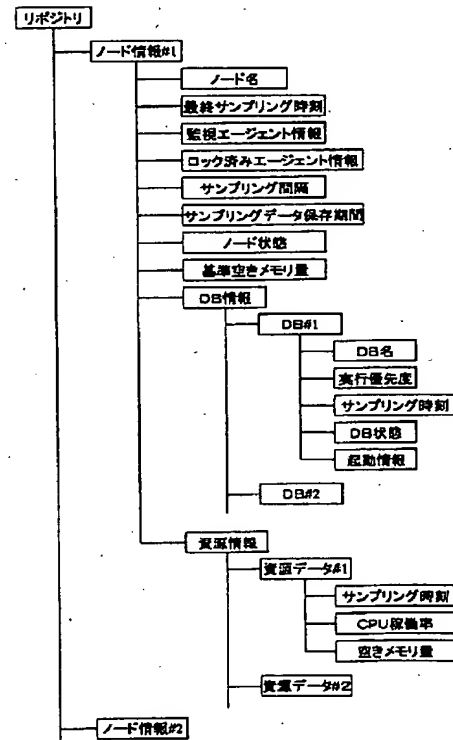 リポジトリ
ノード情報#1
ノード名
最終サンプリング時刻
監視エージェント情報
ロック済みエージェント情報
サンプリング間隔
サンプリングデータ保存期間
ノード状態
基準空きメモリ量
DB情報
DB#1
DB名
実行優先度
サンプリング時刻
DB状態
起動情報
DB#2
資源情報
資源データ#1
サンプリング時刻
CPU稼働率
空きメモリ量
資源データ#2
ノード情報#2